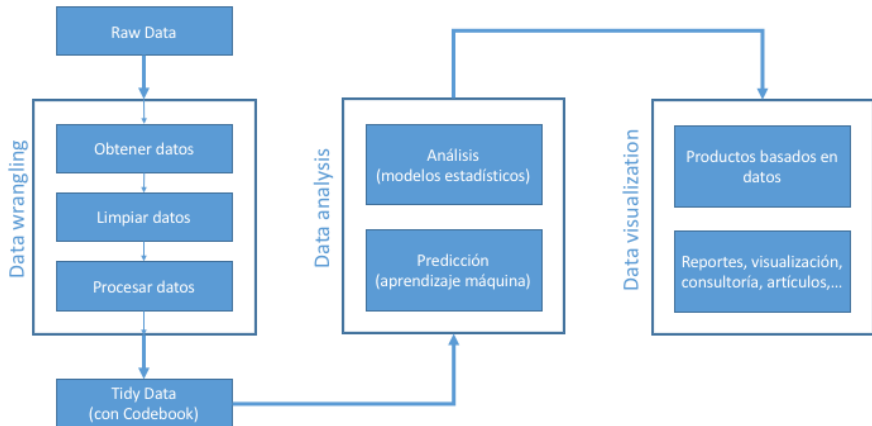 Raw Data
Data wrangling
Obtener datos
Limpiar datos
Procesar datos
Tidy Data
(con Codebook)
Data analysis
Análisis
(modelos estadísticos)
Predicción
(aprendizaje máquina)
Data visualization
Productos basados en
datos
Reportes, visualización,
consultoría, artículos,...